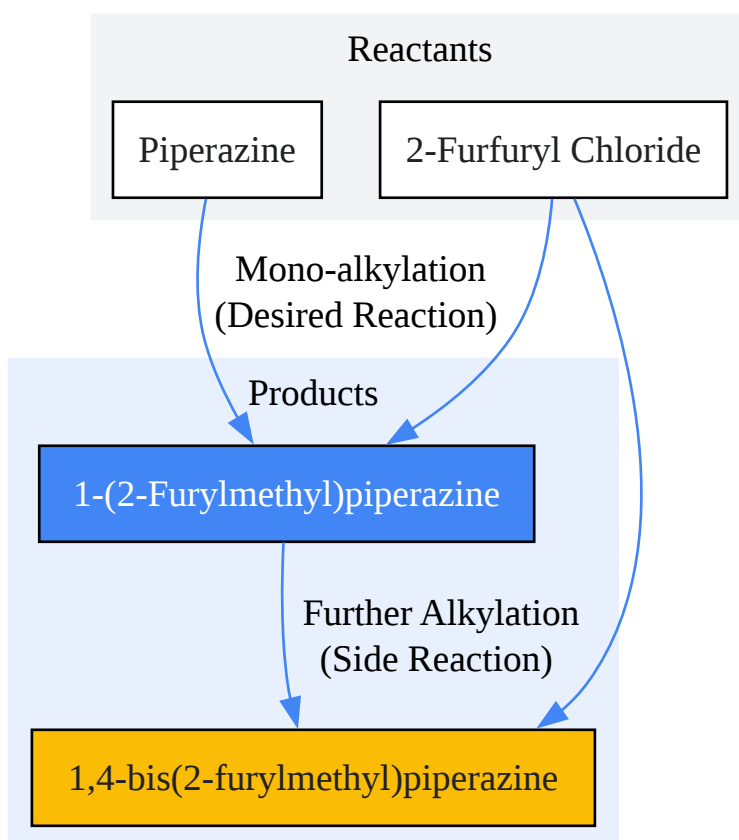 Reactants
Piperazine
2-Furfuryl Chloride
Mono-alkylation
(Desired Reaction)
Products
1-(2-Furylmethyl)piperazine
Further Alkylation
(Side Reaction)
1,4-bis(2-furylmethyl)piperazine